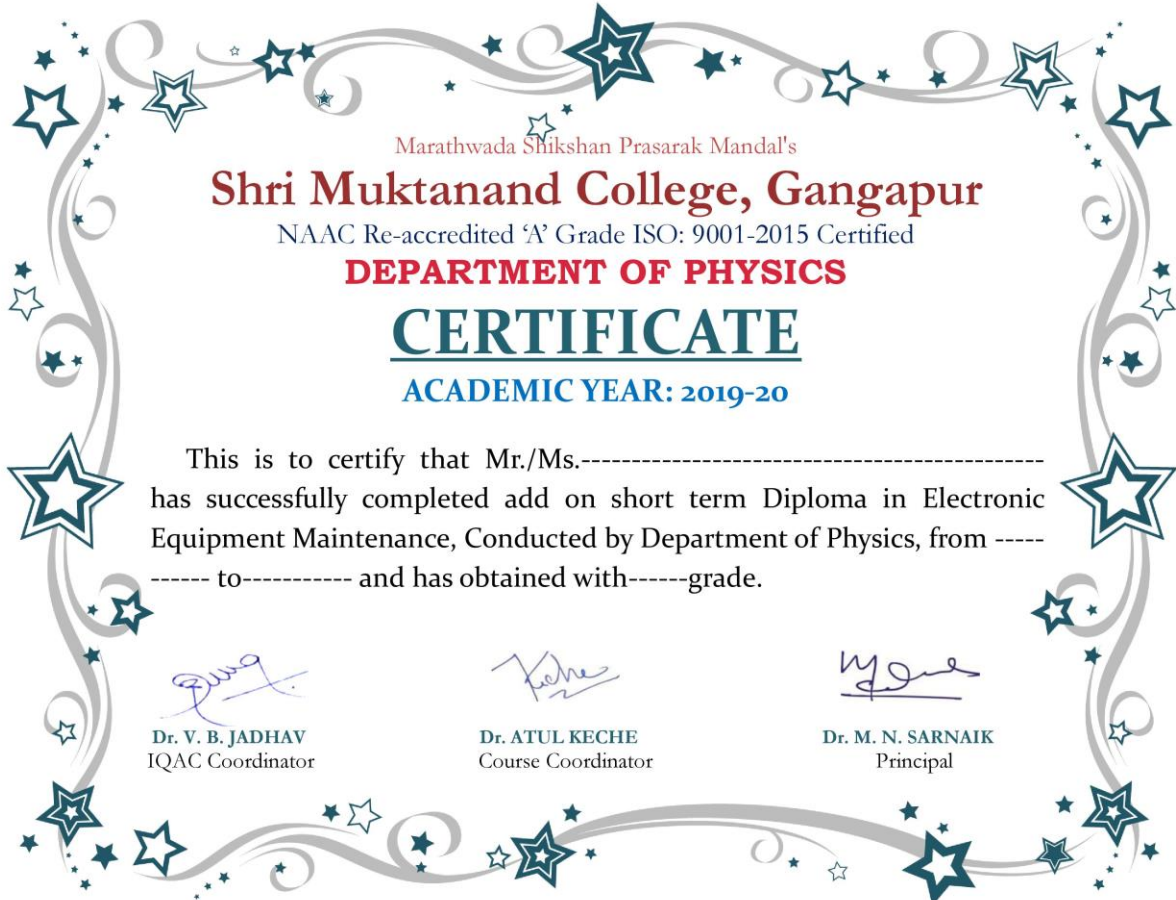 Marathwada Shikshan Prasarak Mandal's
Shri Muktanand College, Gangapur
NAAC Re-accredited ‘A’ Grade ISO: 9001-2015 Certified
DEPARTMENT OF PHYSICS
CERTIFICATE
ACADEMIC YEAR: 2019-20
This is to certify that Mr./Ms.----------------------------------------------
has successfully completed add on short term Diploma in Electronic
Equipment Maintenance, Conducted by Department of Physics, from -----
------ to----------- and has obtained with------grade.
Dr. V. B. JADHAV
IQAC Coordinator
Dr. ATUL KECHE
Course Coordinator
Dr. M. N. SARNAIK
Principal